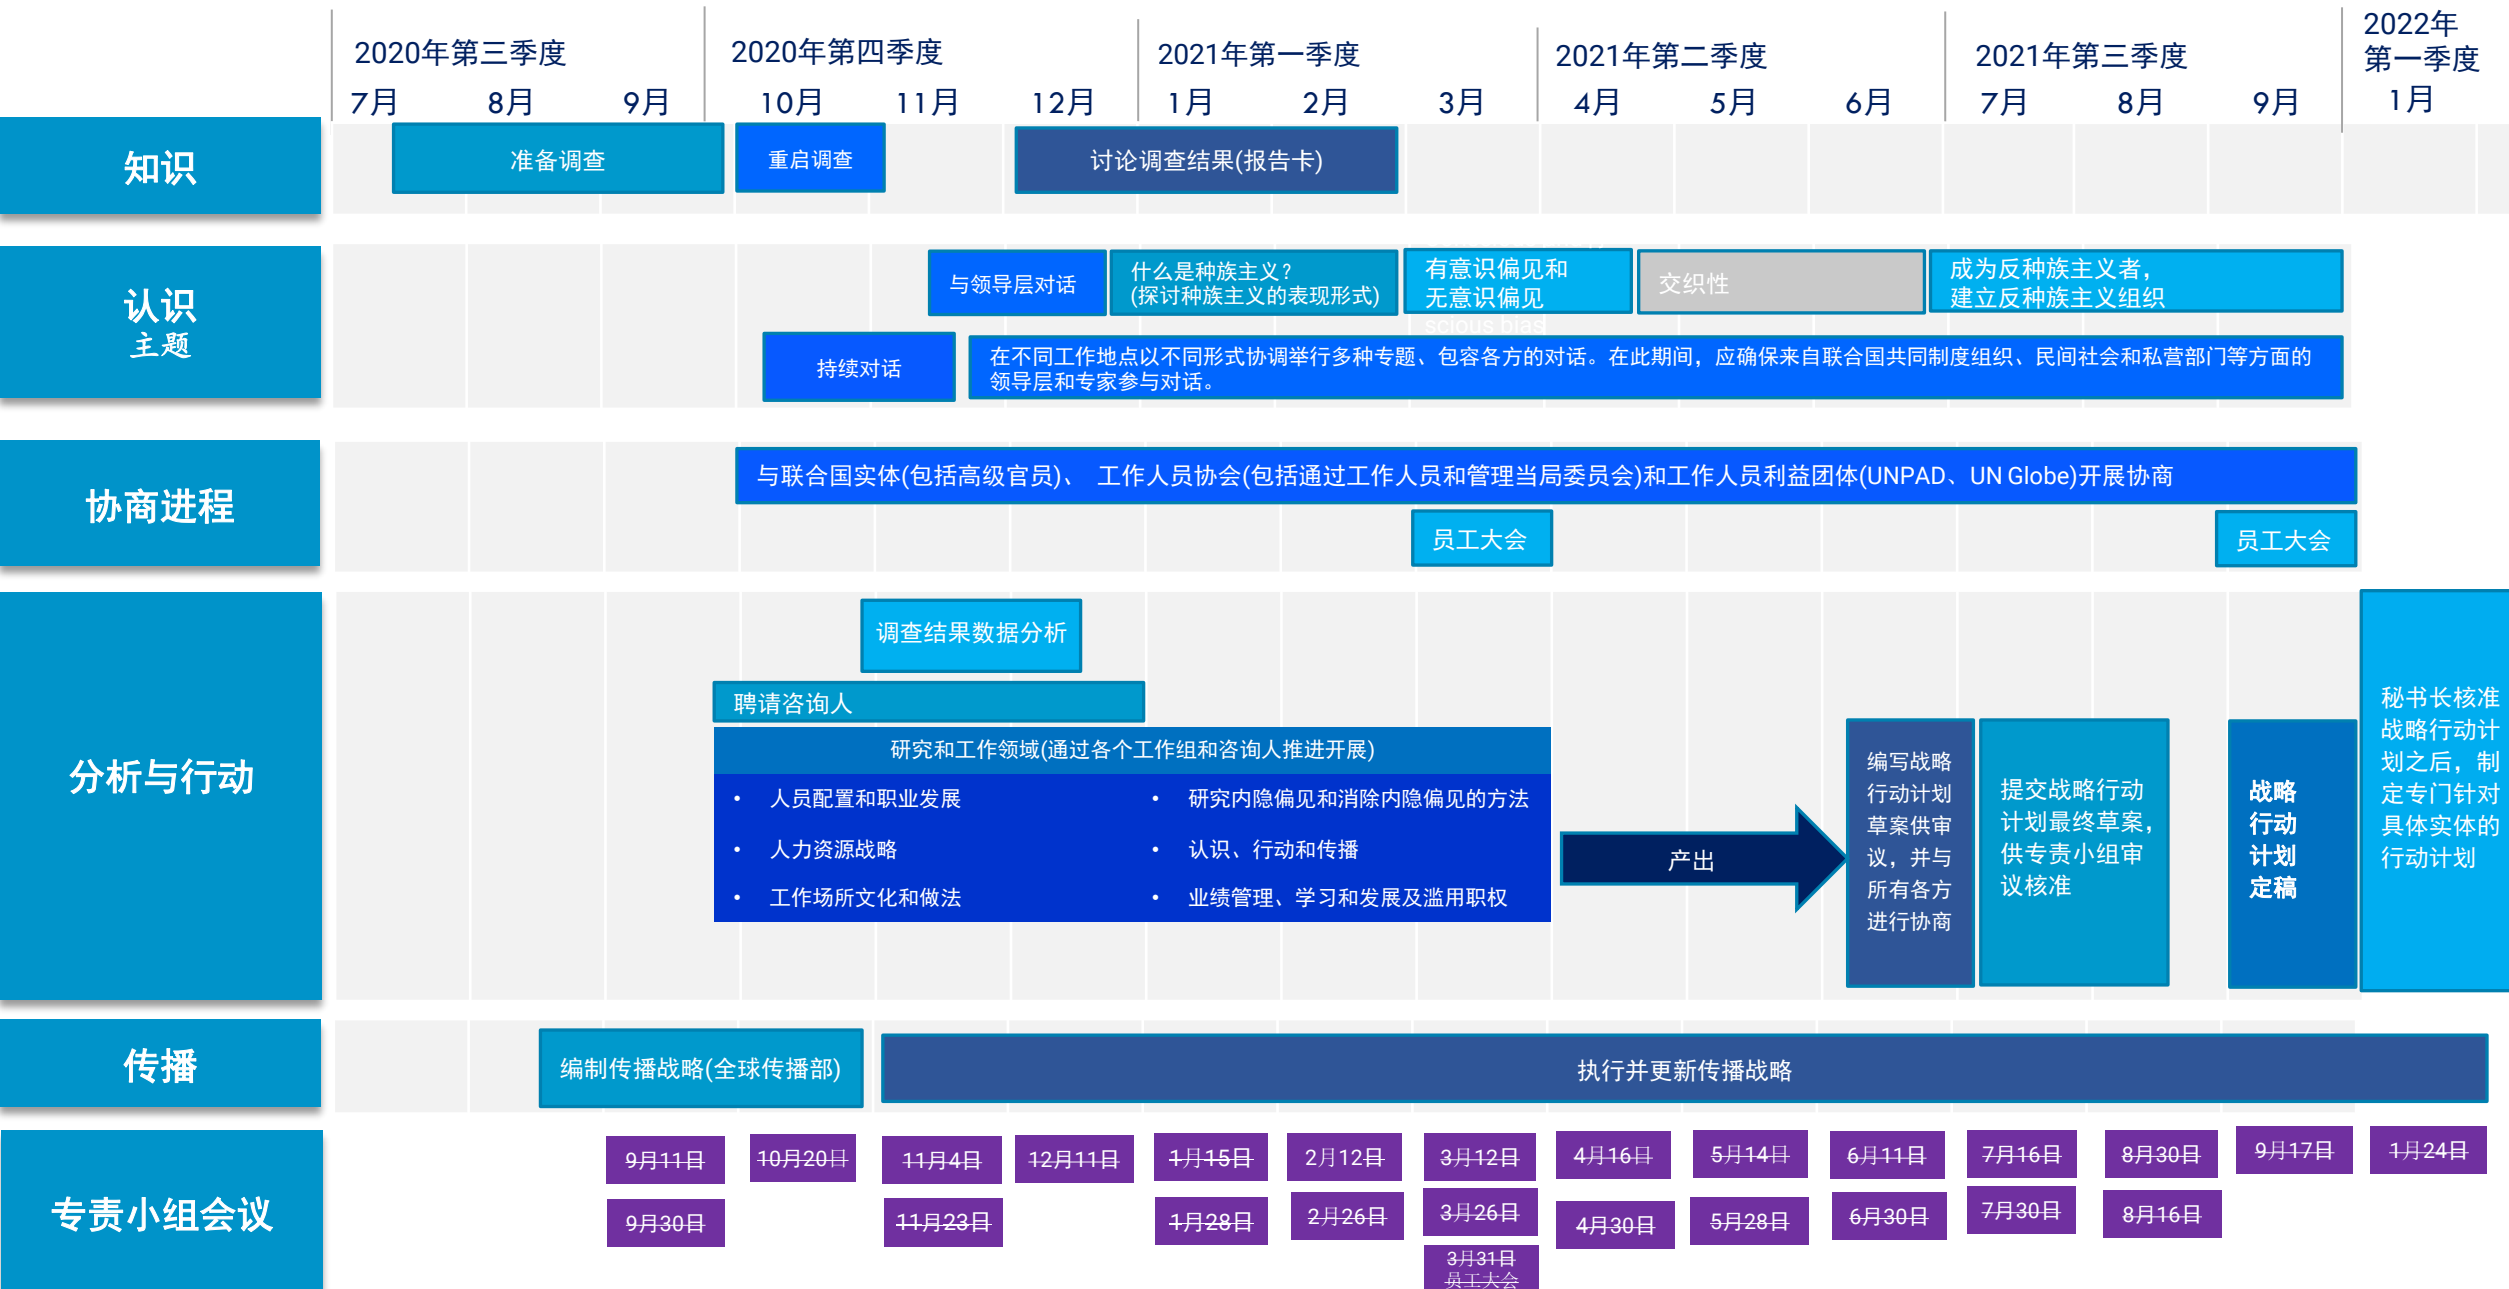 2020年第三季度
2020年第四季度
2021年第一季度
2021年第二季度
2021年第三季度
2022年
第一季度
7月
8月
9月
10月
11月
12月
1月
2月
3月
4月
5月
6月
7月
8月
9月
1月
知识
准备调查
重启调查
讨论调查结果(报告卡)
认识
主题
与领导层对话
什么是种族主义?
(探讨种族主义的表现形式)
有意识偏见和
无意识偏见
scious bias
交织性
成为反种族主义者，
建立反种族主义组织
持续对话
在不同工作地点以不同形式协调举行多种专题、包容各方的对话。在此期间，应确保来自联合国共同制度组织、民间社会和私营部门等方面的
领导层和专家参与对话。
协商进程
与联合国实体(包括高级官员)、 工作人员协会(包括通过工作人员和管理当局委员会)和工作人员利益团体(UNPAD、UN Globe)开展协商
员工大会
员工大会
分析与行动
调查结果数据分析
聘请咨询人
研究和工作领域(通过各个工作组和咨询人推进开展)
• 人员配置和职业发展
• 人力资源战略
• 工作场所文化和做法
• 研究内隐偏见和消除内隐偏见的方法
• 认识、行动和传播
• 业绩管理、学习和发展及滥用职权
产出
编写战略
行动计划
草案供审
议，并与
所有各方
进行协商
提交战略行动
计划最终草案，
供专责小组审
议核准
战略
行动
计划
定稿
秘书长核准
战略行动计
划之后，制
定专门针对
具体实体的
行动计划
传播
编制传播战略(全球传播部)
执行并更新传播战略
专责小组会议
9月11日
10月20日
11月4日
12月11日
1月15日
2月12日
3月12日
4月16日
5月14日
6月11日
7月16日
8月30日
9月17日
1月24日
9月30日
11月23日
1月28日
2月26日
3月26日
4月30日
5月28日
6月30日
7月30日
8月16日
3月31日
员工大会